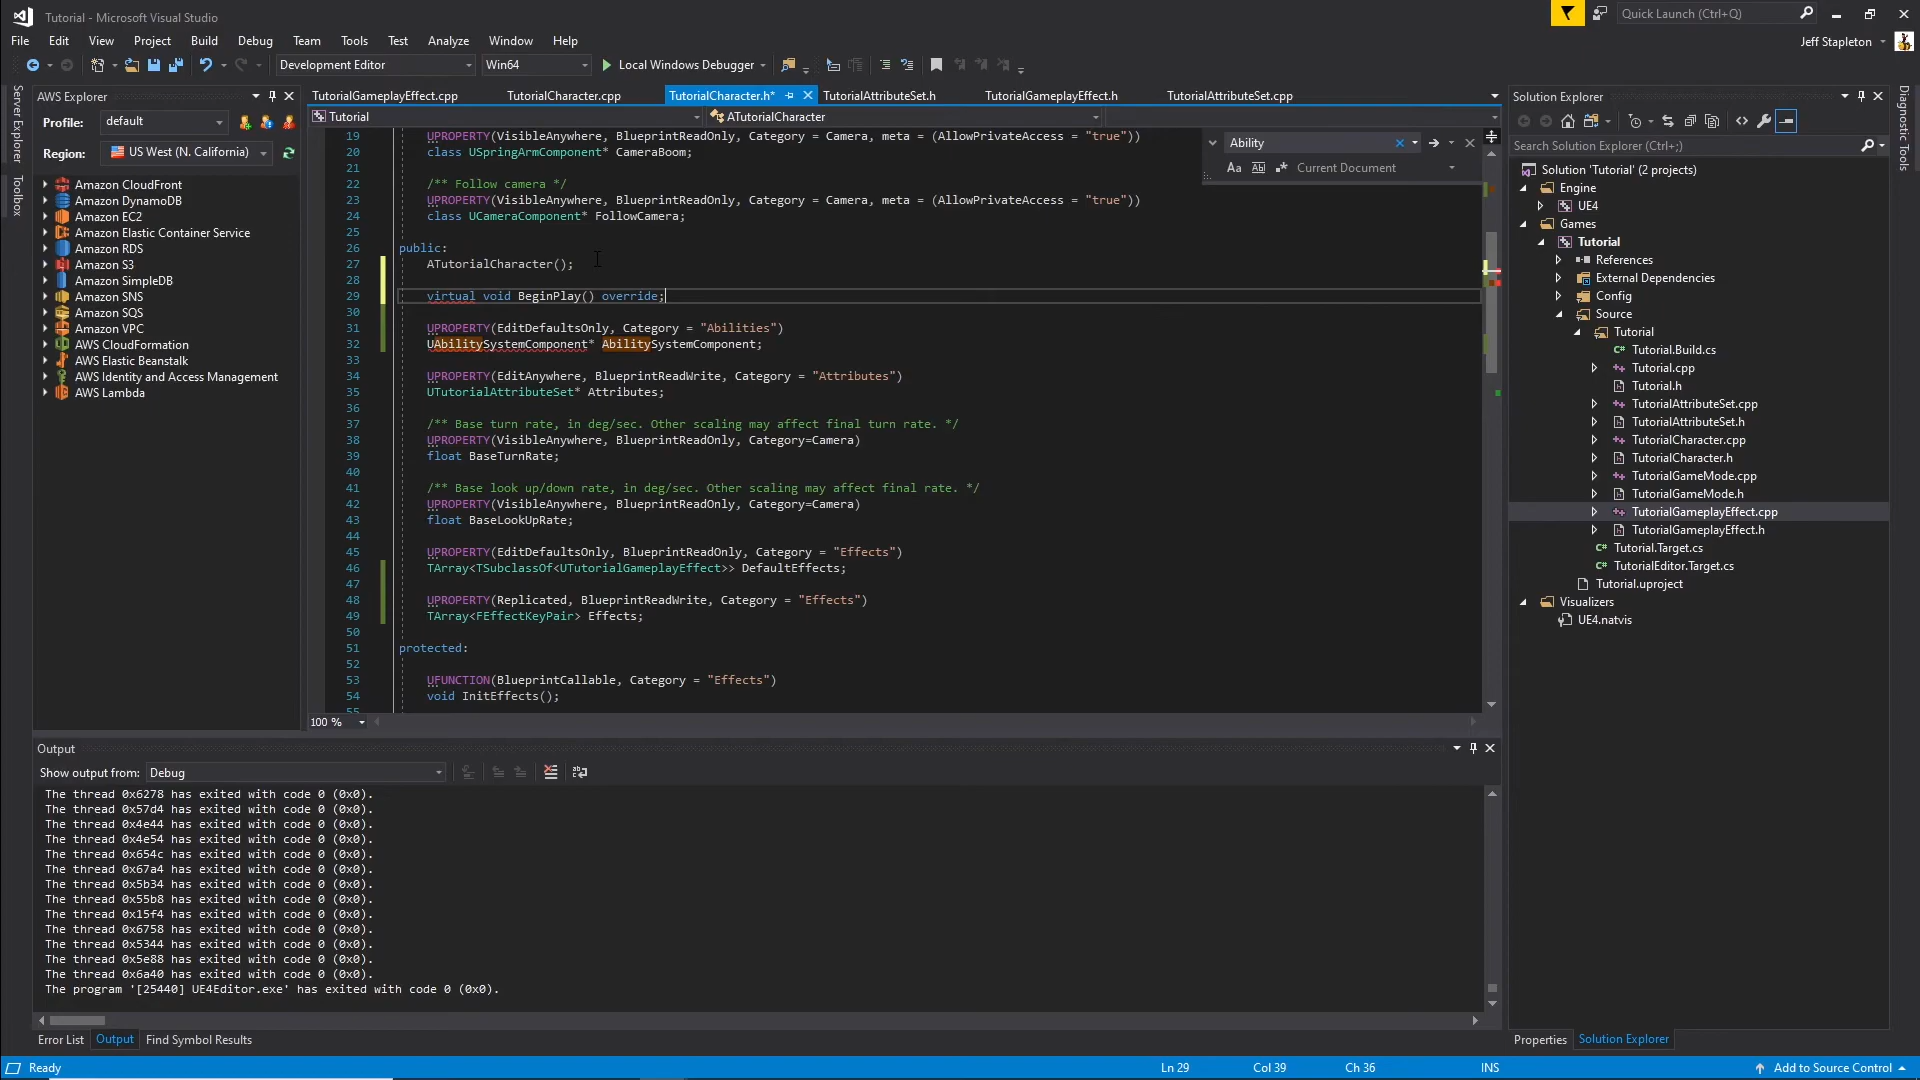 Tutorial - Microsoft Visual Studio
Quick Launch (Ctrl+Q)
File Edit View Project Build Debug Team Tools Test Analyze Window Help
Jeff Stapleton
Development Editor Win64 Local Windows Debugger
Server Explorer
Toolbox
AWS Explorer
Profile: default
Region: US West (N. California)
Amazon CloudFront
Amazon DynamoDB
Amazon EC2
Amazon Elastic Container Service
Amazon RDS
Amazon S3
Amazon SimpleDB
Amazon SNS
Amazon SQS
Amazon VPC
AWS CloudFormation
AWS Elastic Beanstalk
AWS Identity and Access Management
AWS Lambda
TutorialGameplayEffect.cpp TutorialCharacter.cpp TutorialCharacter.h* TutorialAttributeSet.h TutorialGameplayEffect.h TutorialAttributeSet.cpp
Tutorial ATutorialCharacter
Ability
Aa Ab Current Document
19 UPROPERTY(VisibleAnywhere, BlueprintReadOnly, Category = Camera, meta = (AllowPrivateAccess = "true"))
20 class USpringArmComponent* CameraBoom;
21
22 /** Follow camera */
23 UPROPERTY(VisibleAnywhere, BlueprintReadOnly, Category = Camera, meta = (AllowPrivateAccess = "true"))
24 class UCameraComponent* FollowCamera;
25
26 public:
27 ATutorialCharacter();
28
29 virtual void BeginPlay() override;
30
31 UPROPERTY(EditDefaultsOnly, Category = "Abilities")
32 UAbilitySystemComponent* AbilitySystemComponent;
33
34 UPROPERTY(EditAnywhere, BlueprintReadWrite, Category = "Attributes")
35 UTutorialAttributeSet* Attributes;
36
37 /** Base turn rate, in deg/sec. Other scaling may affect final turn rate. */
38 UPROPERTY(VisibleAnywhere, BlueprintReadOnly, Category=Camera)
39 float BaseTurnRate;
40
41 /** Base look up/down rate, in deg/sec. Other scaling may affect final rate. */
42 UPROPERTY(VisibleAnywhere, BlueprintReadOnly, Category=Camera)
43 float BaseLookUpRate;
44
45 UPROPERTY(EditDefaultsOnly, BlueprintReadOnly, Category = "Effects")
46 TArray<TSubclassOf<UTutorialGameplayEffect>> DefaultEffects;
47
48 UPROPERTY(Replicated, BlueprintReadWrite, Category = "Effects")
49 TArray<FEffectKeyPair> Effects;
50
51 protected:
52
53 UFUNCTION(BlueprintCallable, Category = "Effects")
54 void InitEffects();
55
100 %
Output
Show output from: Debug
The thread 0x6278 has exited with code 0 (0x0).
The thread 0x57d4 has exited with code 0 (0x0).
The thread 0x4e44 has exited with code 0 (0x0).
The thread 0x4e54 has exited with code 0 (0x0).
The thread 0x654c has exited with code 0 (0x0).
The thread 0x67a4 has exited with code 0 (0x0).
The thread 0x5b34 has exited with code 0 (0x0).
The thread 0x55b8 has exited with code 0 (0x0).
The thread 0x15f4 has exited with code 0 (0x0).
The thread 0x6758 has exited with code 0 (0x0).
The thread 0x5344 has exited with code 0 (0x0).
The thread 0x5e88 has exited with code 0 (0x0).
The thread 0x6a40 has exited with code 0 (0x0).
The program '[25440] UE4Editor.exe' has exited with code 0 (0x0).
Error List Output Find Symbol Results
Solution Explorer
Search Solution Explorer (Ctrl+;)
Solution 'Tutorial' (2 projects)
Engine
UE4
Games
Tutorial
References
External Dependencies
Config
Source
Tutorial
Tutorial.Build.cs
Tutorial.cpp
Tutorial.h
TutorialAttributeSet.cpp
TutorialAttributeSet.h
TutorialCharacter.cpp
TutorialCharacter.h
TutorialGameMode.cpp
TutorialGameMode.h
TutorialGameplayEffect.cpp
TutorialGameplayEffect.h
Tutorial.Target.cs
TutorialEditor.Target.cs
Tutorial.uproject
Visualizers
UE4.natvis
Properties Solution Explorer
Diagnostic Tools
Ready Ln 29 Col 39 Ch 36 INS Add to Source Control